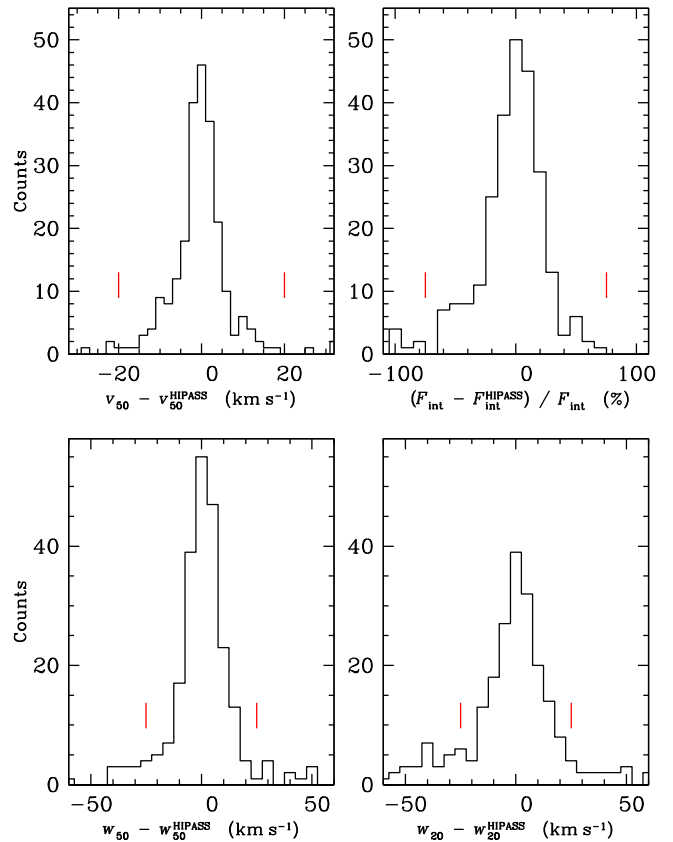 50
40
30
20
10
0
Counts
−20 0 20
v50 − v50HIPASS (km s−1)
−100 0 100
(Fint − FintHIPASS) / Fint (%)
40
20
0
Counts
−50 0 50
w50 − w50HIPASS (km s−1)
−50 0 50
w20 − w20HIPASS (km s−1)
50
40
30
20
10
0
40
20
0